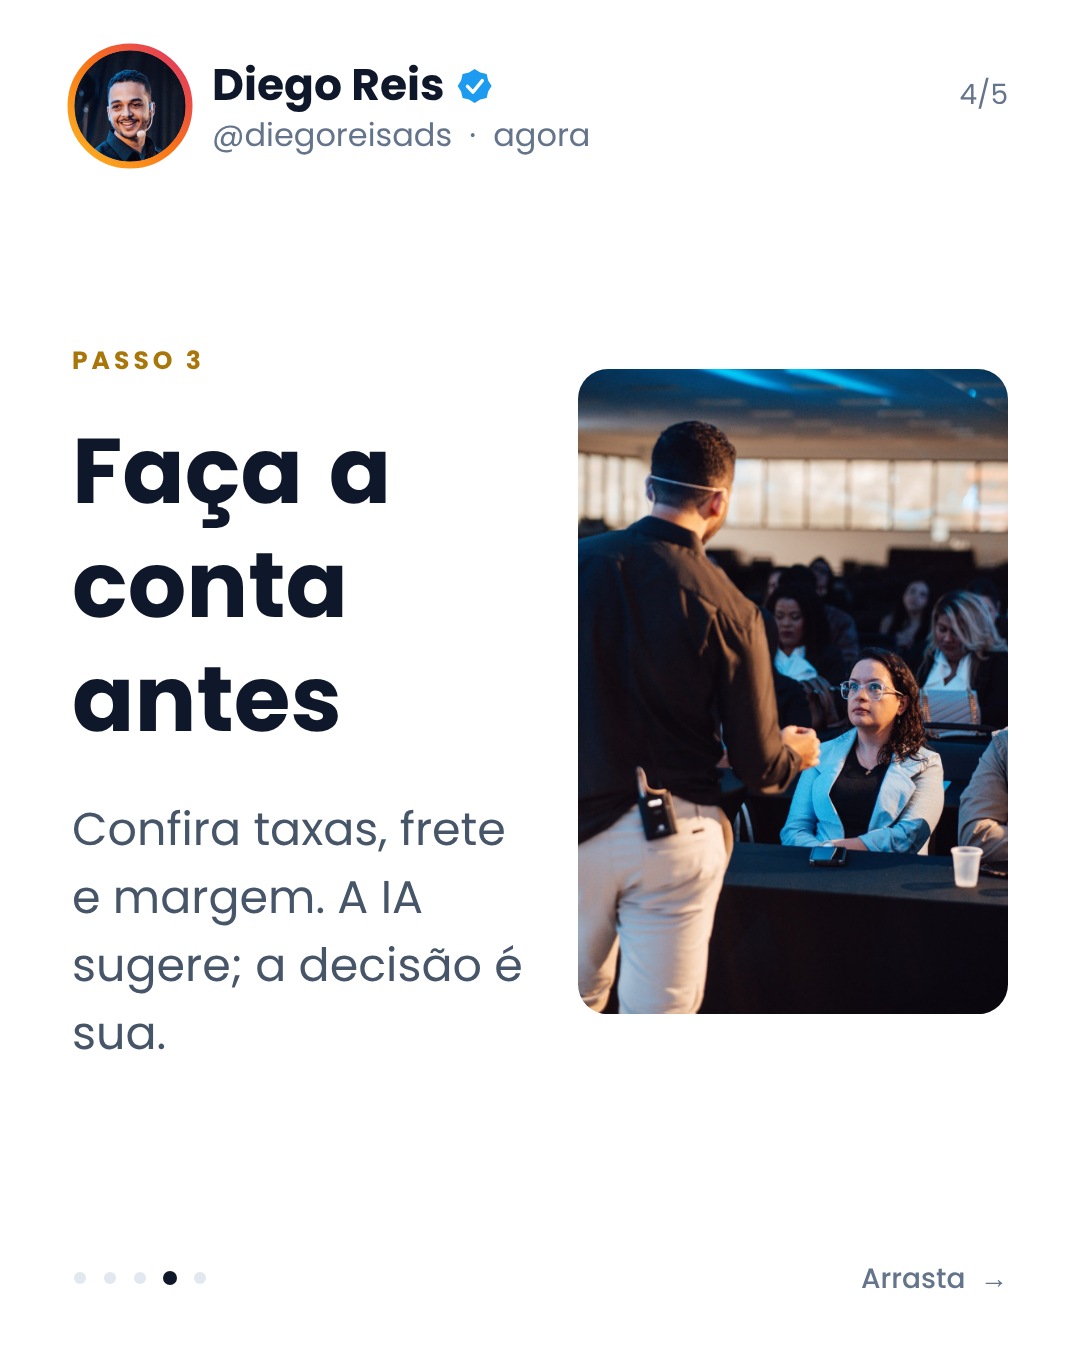 Diego Reis
@diegoreisads · agora
4/5
PASSO 3
Faça a
conta
antes
Confira taxas, frete
e margem. A IA
sugere; a decisão é
sua.
Arrasta →